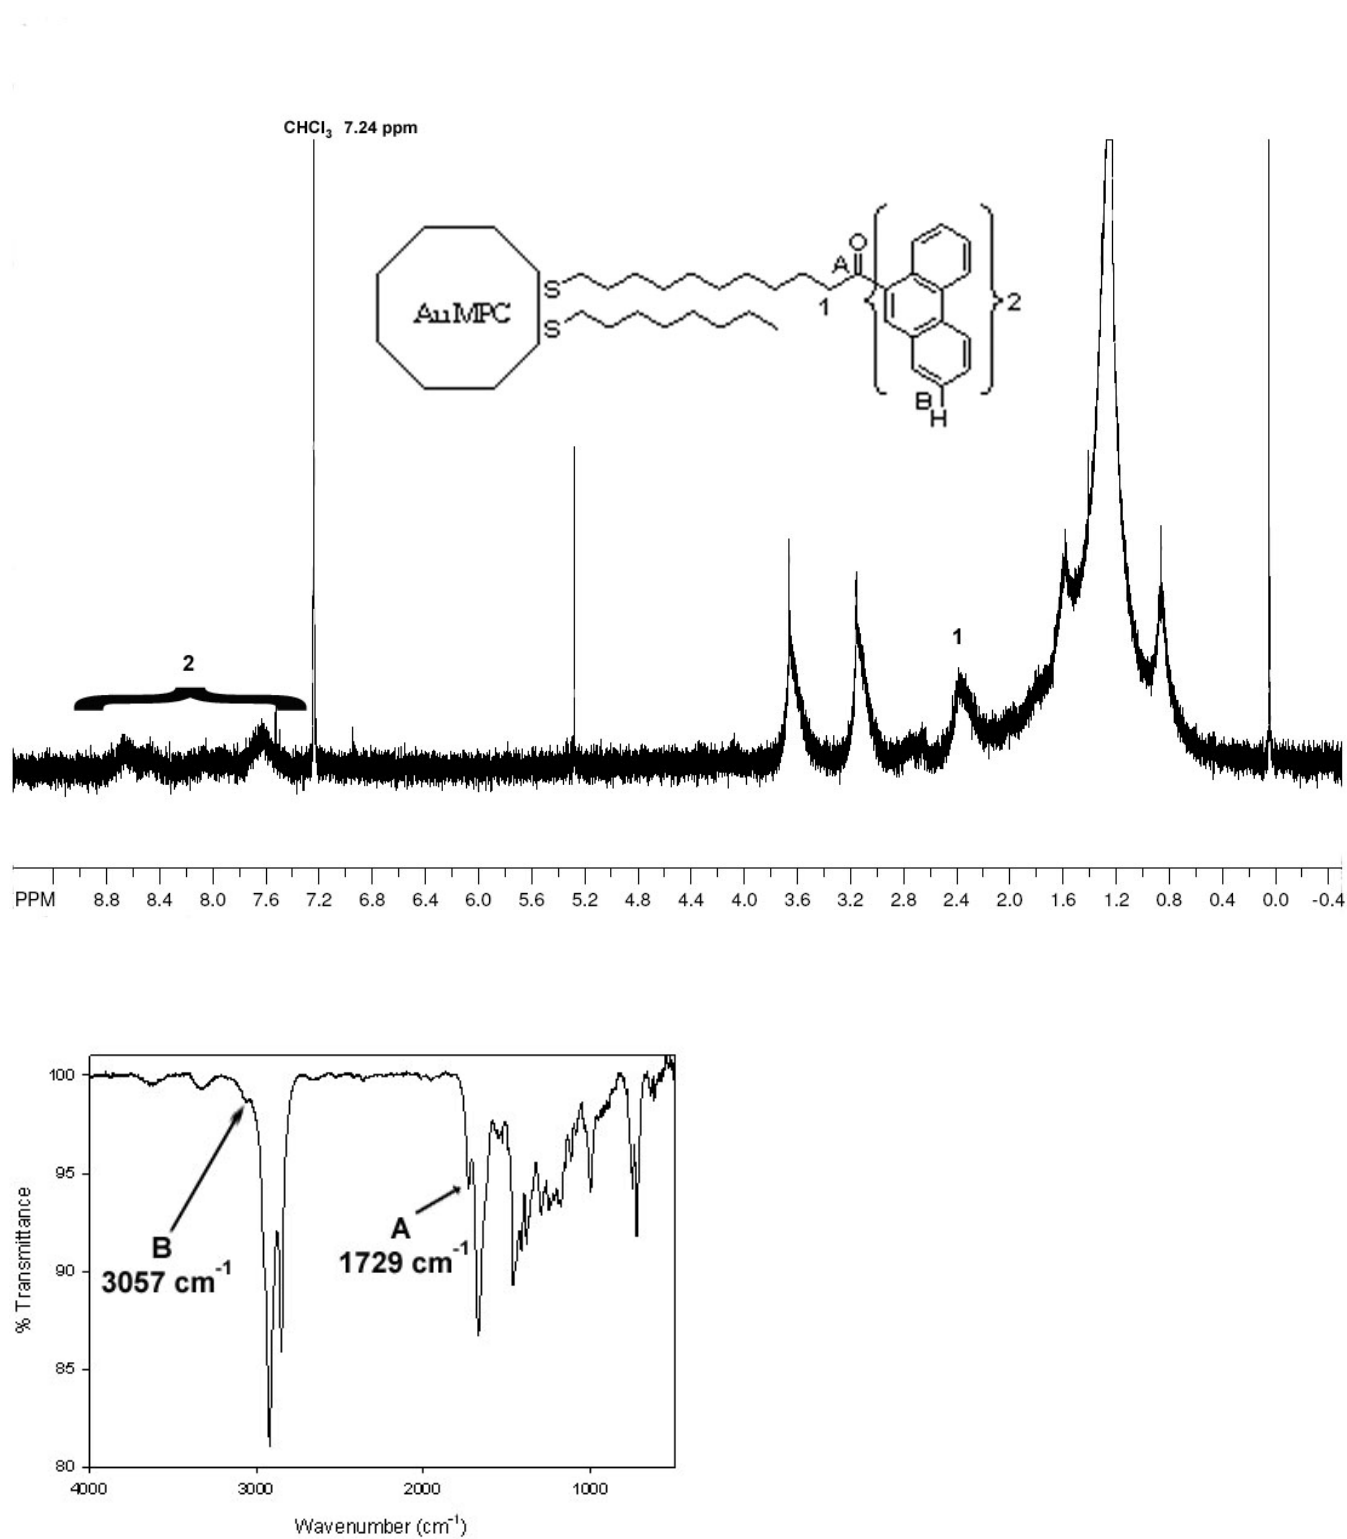 CHCl3 7.24 ppm
O
A
S
1
2
Au MPC
S
B
H
1
2
PPM 8.8 8.4 8.0 7.6 7.2 6.8 6.4 6.0 5.6 5.2 4.8 4.4 4.0 3.6 3.2 2.8 2.4 2.0 1.6 1.2 0.8 0.4 0.0 -0.4
100
95
A
B
1729 cm-1
3057 cm-1
90
85
80
% Transmittance
4000 3000 2000 1000
Wavenumber (cm-1)